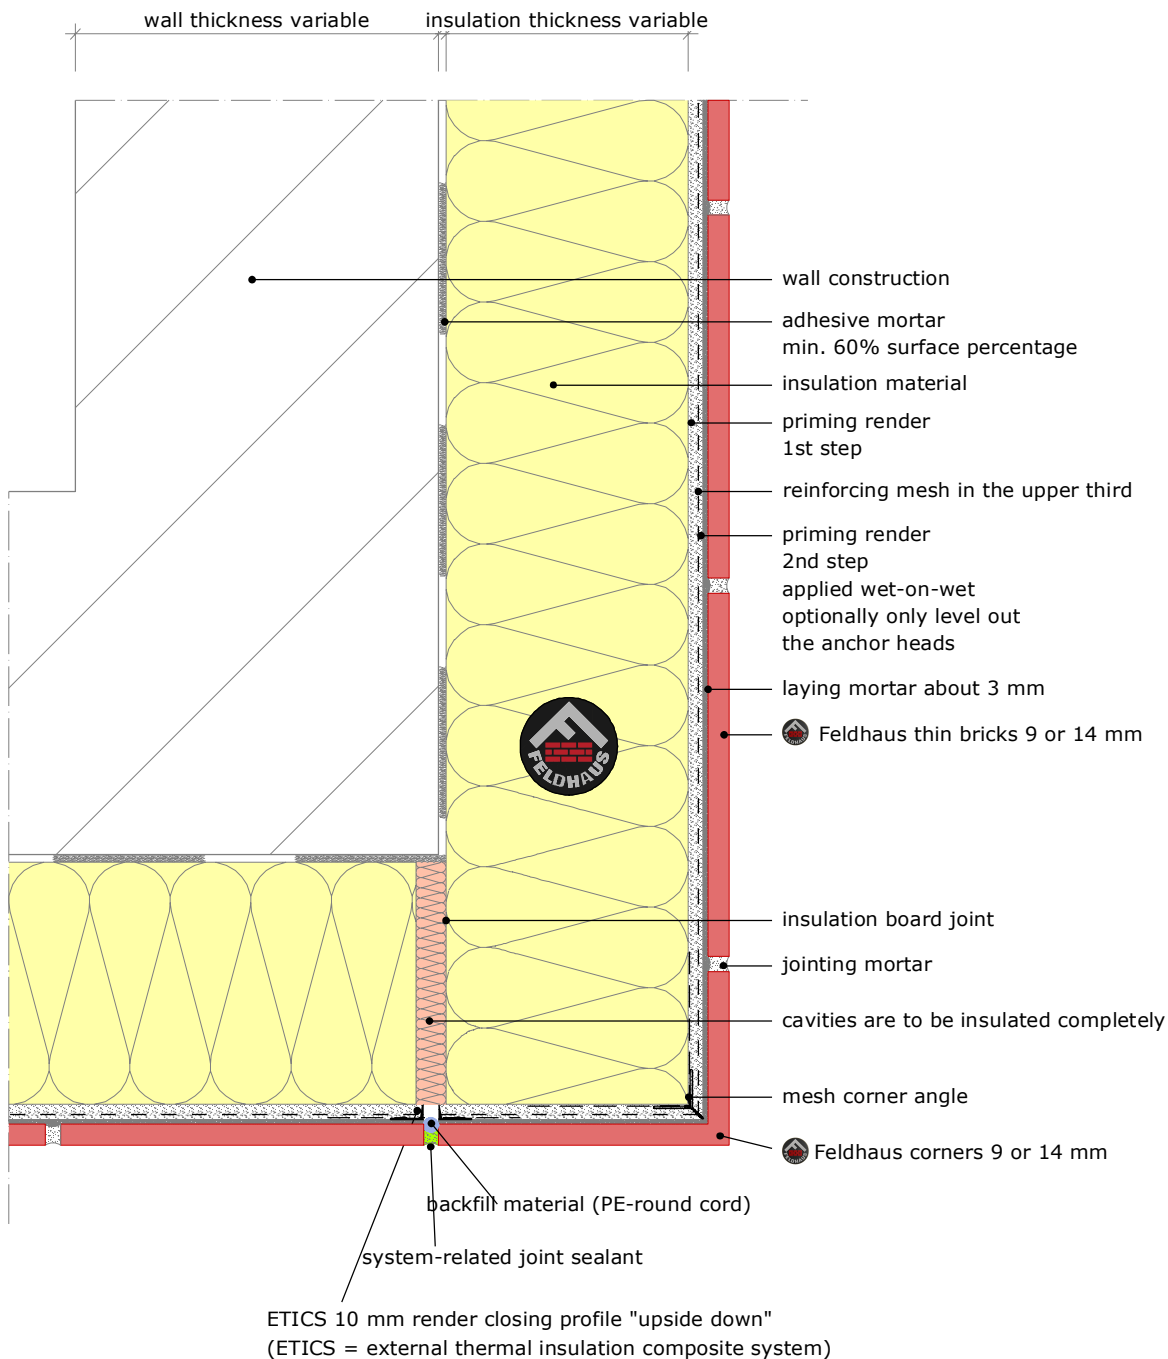 wall thickness variable
insulation thickness variable
wall construction
adhesive mortar
min. 60% surface percentage
insulation material
priming render
1st step
reinforcing mesh in the upper third
priming render
2nd step
applied wet-on-wet
optionally only level out
the anchor heads
laying mortar about 3 mm
FELDHAUS
Feldhaus thin bricks 9 or 14 mm
FELDHAUS
insulation board joint
jointing mortar
cavities are to be insulated completely
mesh corner angle
FELDHAUS
Feldhaus corners 9 or 14 mm
backfill material (PE-round cord)
system-related joint sealant
ETICS 10 mm render closing profile "upside down"
(ETICS = external thermal insulation composite system)